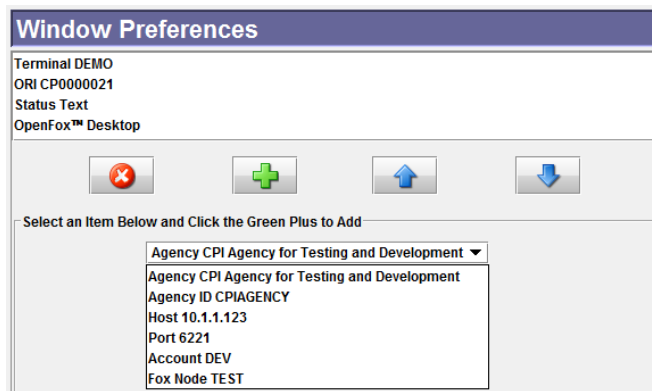 Window Preferences
Terminal DEMO
ORI CP0000021
Status Text
OpenFox™ Desktop
Select an Item Below and Click the Green Plus to Add
Agency CPI Agency for Testing and Development
Agency CPI Agency for Testing and Development
Agency ID CPIAGENCY
Host 10.1.1.123
Port 6221
Account DEV
Fox Node TEST